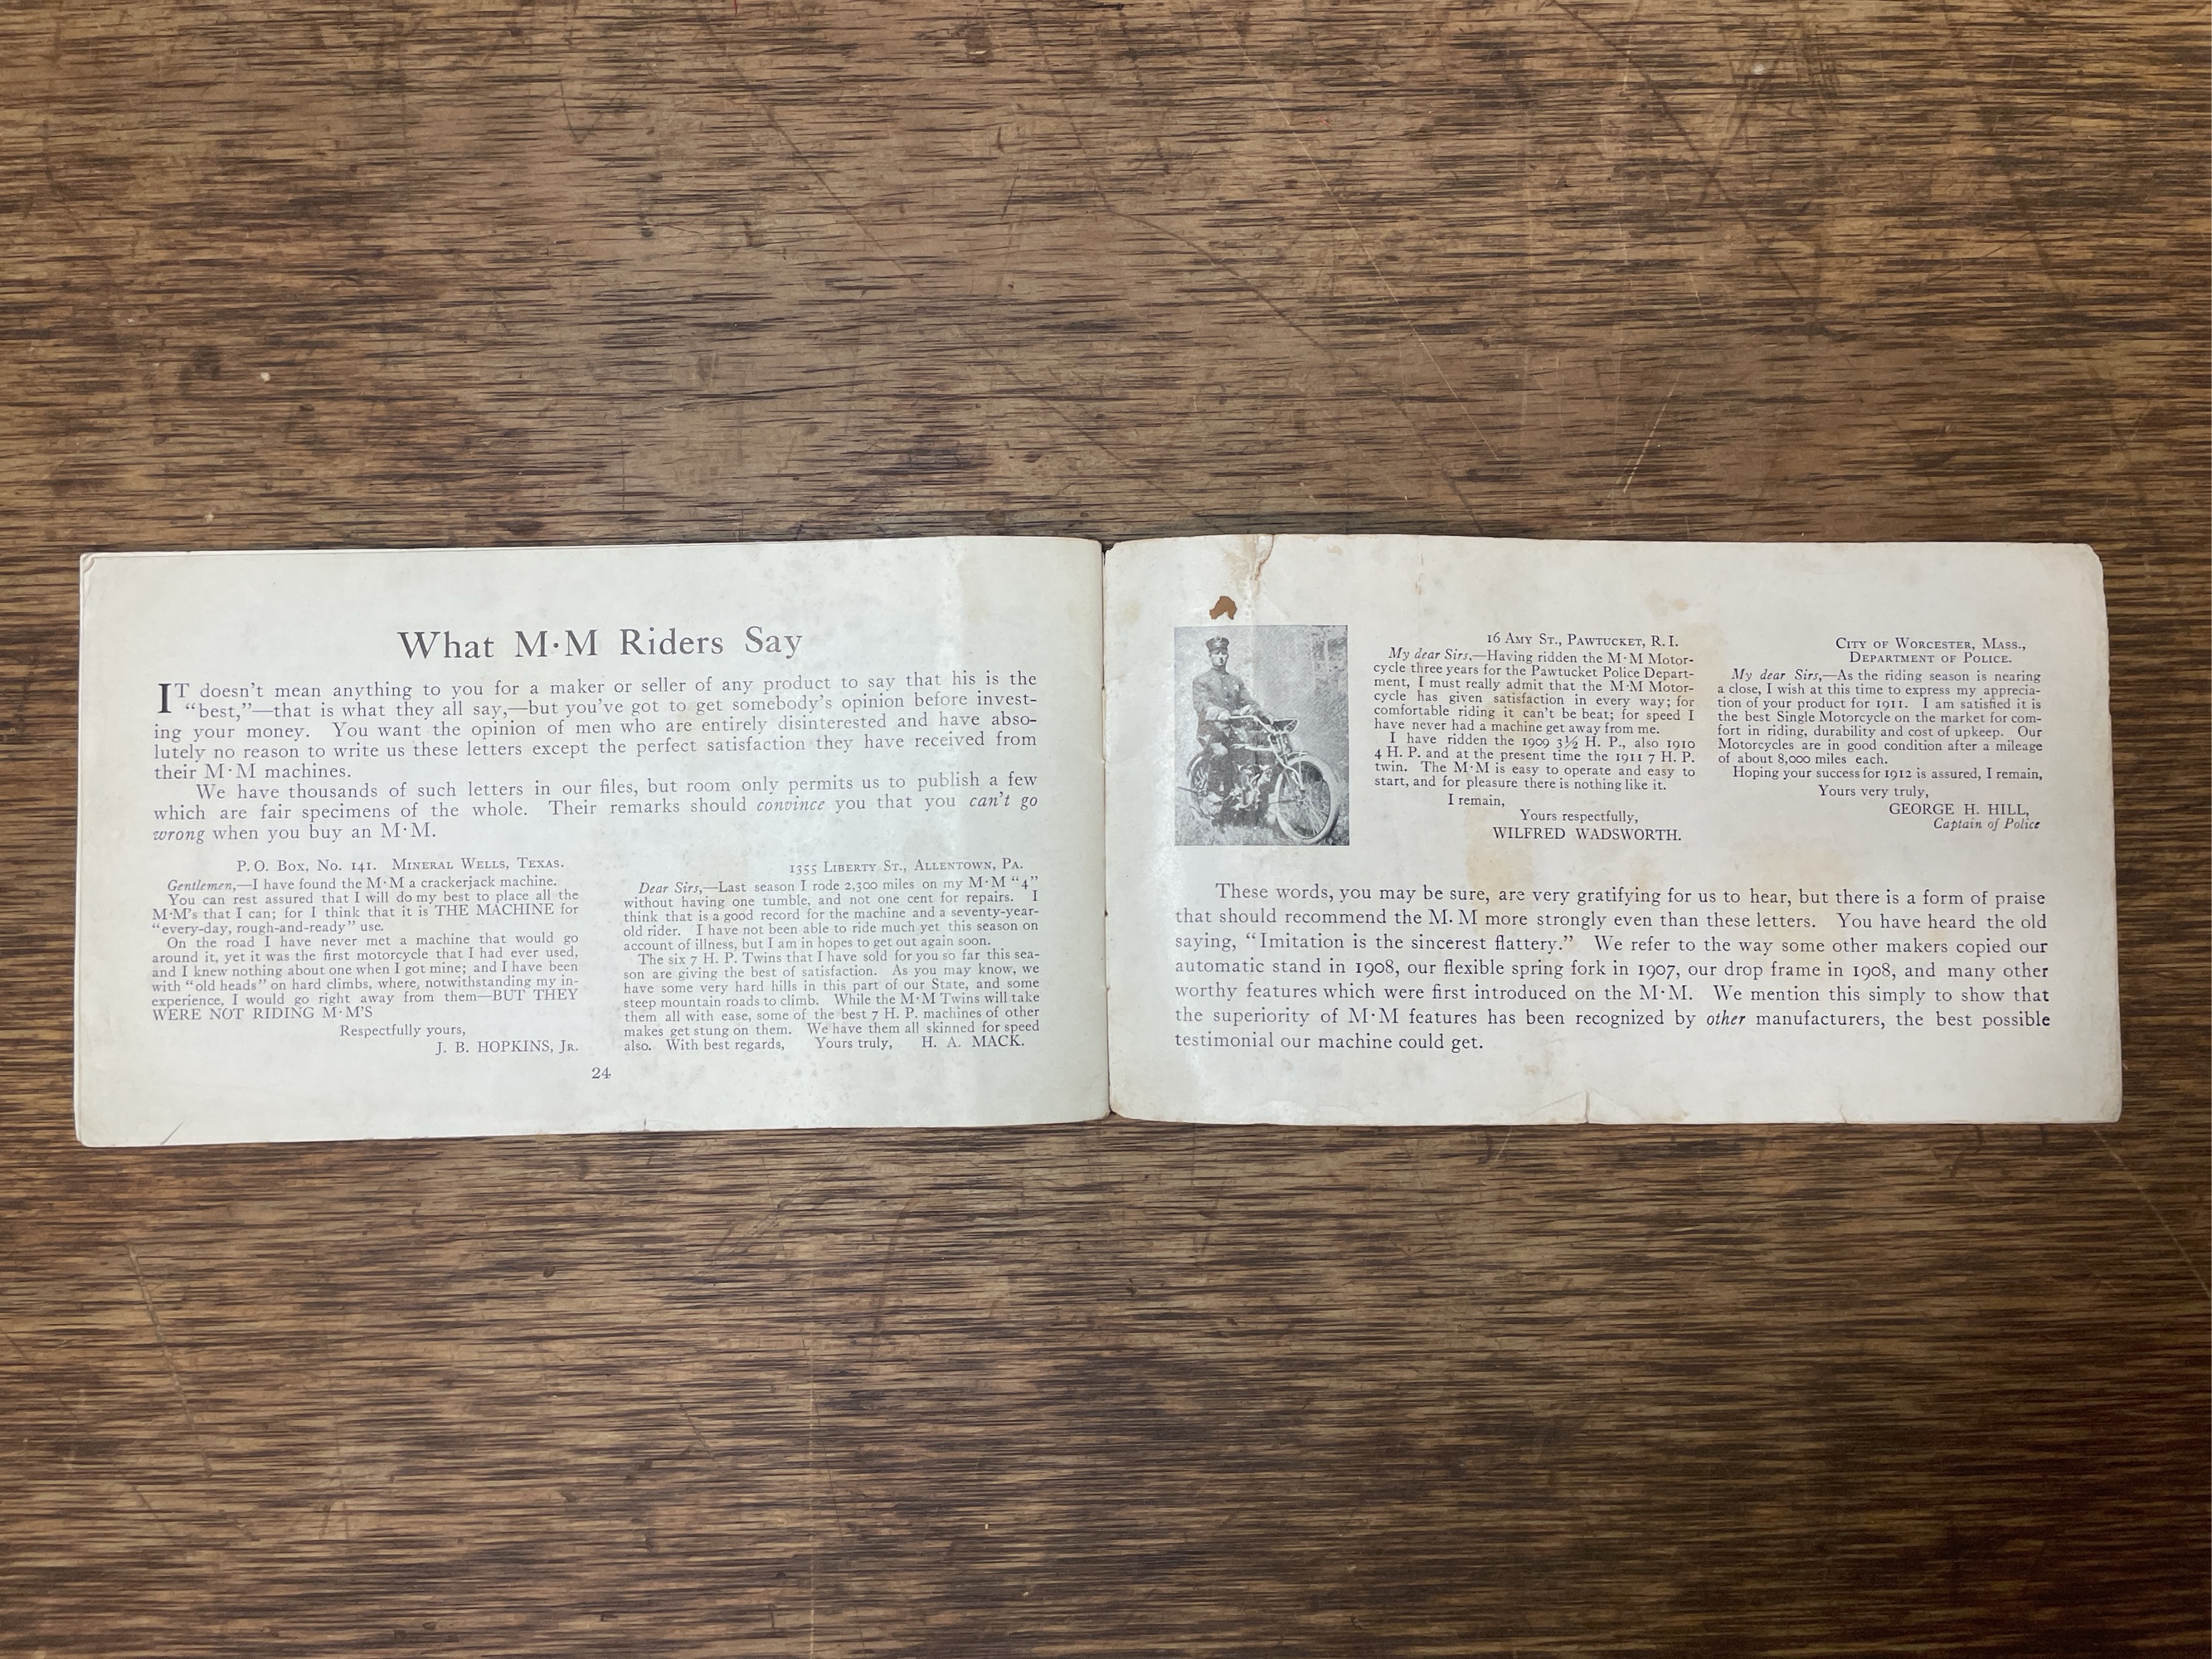 What M·M Riders Say
IT doesn't mean anything to you for a maker or seller of any product to say that his is the
"best,"—that is what they all say,—but you've got to get somebody's opinion before invest-
ing your money. You want the opinion of men who are entirely disinterested and have abso-
lutely no reason to write us these letters except the perfect satisfaction they have received from
their M·M machines.
We have thousands of such letters in our files, but room only permits us to publish a few
which are fair specimens of the whole. Their remarks should convince you that you can't go
wrong when you buy an M·M.
P. O. Box, No. 141. Mineral Wells, Texas.
Gentlemen,—I have found the M·M a crackerjack machine.
You can rest assured that I will do my best to place all the
M·M's that I can; for I think that it is THE MACHINE for
"every-day, rough-and-ready" use.
On the road I have never met a machine that would go
around it, yet it was the first motorcycle that I had ever used,
and I knew nothing about one when I got mine; and I have been
with "old heads" on hard climbs, where, notwithstanding my in-
experience, I would go right away from them—BUT THEY
WERE NOT RIDING M·M'S
Respectfully yours,
J. B. HOPKINS, Jr.
1355 Liberty St., Allentown, Pa.
Dear Sirs,—Last season I rode 2,300 miles on my M·M "4"
without having one tumble, and not one cent for repairs. I
think that is a good record for the machine and a seventy-year-
old rider. I have not been able to ride much yet this season on
account of illness, but I am in hopes to get out again soon.
The six 7 H. P. Twins that I have sold for you so far this sea-
son are giving the best of satisfaction. As you may know, we
have some very hard hills in this part of our State, and some
steep mountain roads to climb. While the M·M Twins will take
them all with ease, some of the best 7 H. P. machines of other
makes get stung on them. We have them all skinned for speed
also. With best regards, Yours truly, H. A. MACK.
24
16 Amy St., Pawtucket, R. I.
My dear Sirs,—Having ridden the M·M Motor-
cycle three years for the Pawtucket Police Depart-
ment, I must really admit that the M·M Motor-
cycle has given satisfaction in every way; for
comfortable riding it can't be beat; for speed I
have never had a machine get away from me.
I have ridden the 1909 3½ H. P., also 1910
4 H. P. and at the present time the 1911 7 H. P.
twin. The M·M is easy to operate and easy to
start, and for pleasure there is nothing like it.
I remain,
Yours respectfully,
WILFRED WADSWORTH.
City of Worcester, Mass.,
Department of Police.
My dear Sirs,—As the riding season is nearing
a close, I wish at this time to express my apprecia-
tion of your product for 1911. I am satisfied it is
the best Single Motorcycle on the market for com-
fort in riding, durability and cost of upkeep. Our
Motorcycles are in good condition after a mileage
of about 8,000 miles each.
Hoping your success for 1912 is assured, I remain,
Yours very truly,
GEORGE H. HILL,
Captain of Police
These words, you may be sure, are very gratifying for us to hear, but there is a form of praise
that should recommend the M·M more strongly even than these letters. You have heard the old
saying, "Imitation is the sincerest flattery." We refer to the way some other makers copied our
automatic stand in 1908, our flexible spring fork in 1907, our drop frame in 1908, and many other
worthy features which were first introduced on the M·M. We mention this simply to show that
the superiority of M·M features has been recognized by other manufacturers, the best possible
testimonial our machine could get.